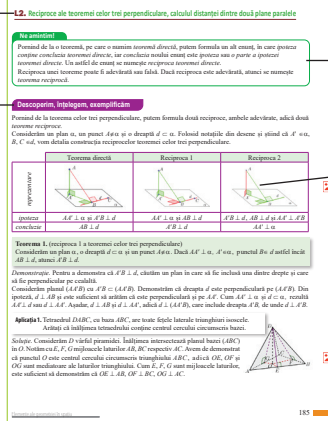 L2. Reciproce ale teoremei celor trei perpendiculare, calculul distanței dintre două plane paralele
Ne amintim!
Pornind de la o teoremă, pe care o numim teoremă directă, putem formula un alt enunț, în care ipoteza
conține concluzia teoremei directe, iar concluzia noului enunț este ipoteza sau o parte a ipotezei
teoremei directe. Un astfel de enunț se numește reciproca teoremei directe.
Reciproca unei teoreme poate fi adevărată sau falsă. Dacă reciproca este adevărată, atunci se numește
teorema reciprocă.
Descoperim, înțelegem, exemplificăm
Pornind de la teorema celor trei perpendiculare, putem formula două reciproce, ambele adevărate, adică două
teoreme reciproce.
Considerăm un plan α, un punct A∉α și o dreaptă d ⊂ α. Folosind notațiile din desene și știind că A' ∈α,
B, C ∈d, vom detalia construcția reciprocelor teoremei celor trei perpendiculare.
Teorema directă Reciproca 1 Reciproca 2
reprezentare
ipoteza AA' ⊥ α și A'B ⊥ d AA' ⊥ α și AB ⊥ d A'B ⊥ d, AB ⊥ d și AA' ⊥ A'B
concluzie AB ⊥ d A'B ⊥ d AA' ⊥ α
Teorema 1. (reciproca 1 a teoremei celor trei perpendiculare)
Considerăm un plan α, o dreaptă d ⊂ α și un punct A∉α. Dacă AA' ⊥ α, A'∈α, punctul B∈ d astfel încât
AB ⊥ d, atunci A'B ⊥ d.
Demonstrație. Pentru a demonstra că A'B ⊥ d, căutăm un plan în care să fie inclusă una dintre drepte și care
să fie perpendicular pe cealaltă.
Considerăm planul (AA'B) cu A'B ⊂ (AA'B). Demonstrăm că dreapta d este perpendiculară pe (AA'B). Din
ipoteză, d ⊥ AB și este suficient să arătăm că este perpendiculară și pe AA'. Cum AA' ⊥ α și d ⊂ α, rezultă
AA'⊥ d sau d ⊥ AA'. Așadar, d ⊥ AB și d ⊥ AA', adică d ⊥ (AA'B), care include dreapta A'B, de unde d ⊥ A'B.
Aplicația 1. Tetraedrul DABC, cu baza ABC, are toate fețele laterale triunghiuri isoscele.
Arătați că înălțimea tetraedrului conține centrul cercului circumscris bazei.
Soluție. Considerăm D vârful piramidei. Înălțimea intersectează planul bazei (ABC)
în O. Notăm cu E, F, G mijloacele laturilor AB, BC respectiv AC. Avem de demonstrat
că punctul O este centrul cercului circumscris triunghiului ABC, adică OE, OF și
OG sunt mediatoare ale laturilor triunghiului. Cum E, F, G sunt mijloacele laturilor,
este suficient să demonstrăm că OE ⊥ AB, OF ⊥ BC, OG ⊥ AC.
185